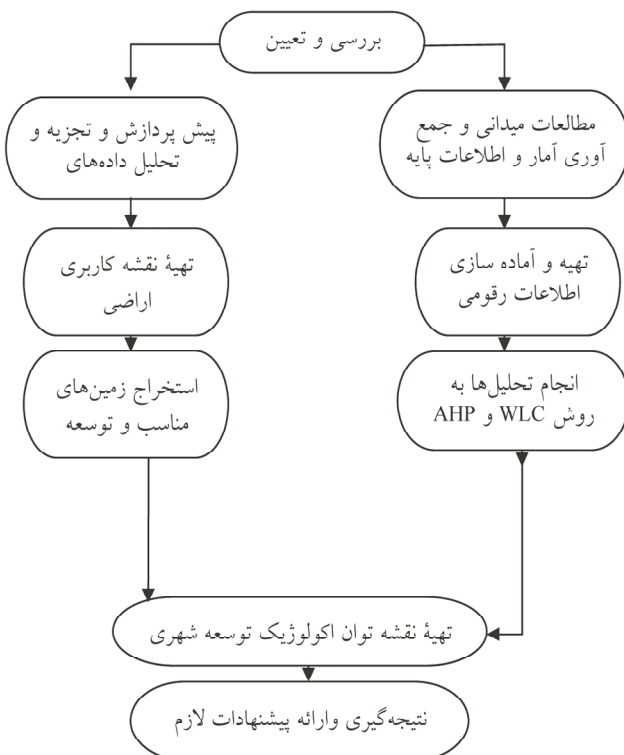 بررسی و تعیین
مطالعات میدانی و جمع
آوری آمار و اطلاعات پایه
پیش پردازش و تجزیه و
تحلیل داده‌های
تهیه و آماده سازی
اطلاعات رقومی
تهیۀ نقشه کاربری
اراضی
انجام تحلیل‌ها به
روش WLC و AHP
استخراج زمین‌های
مناسب و توسعه
تهیۀ نقشه توان اکولوژیک توسعه شهری
نتیجه‌گیری وارائه پیشنهادات لازم